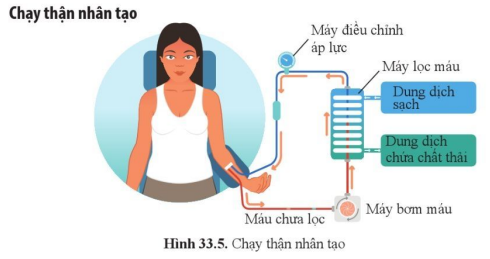 Chạy thận nhân tạo
Máy điều chỉnh
áp lực
Máy lọc máu
Dung dịch
sạch
Dung dịch
chứa chất thải
Máu chưa lọc
Máy bơm máu
Hình 33.5. Chạy thận nhân tạo